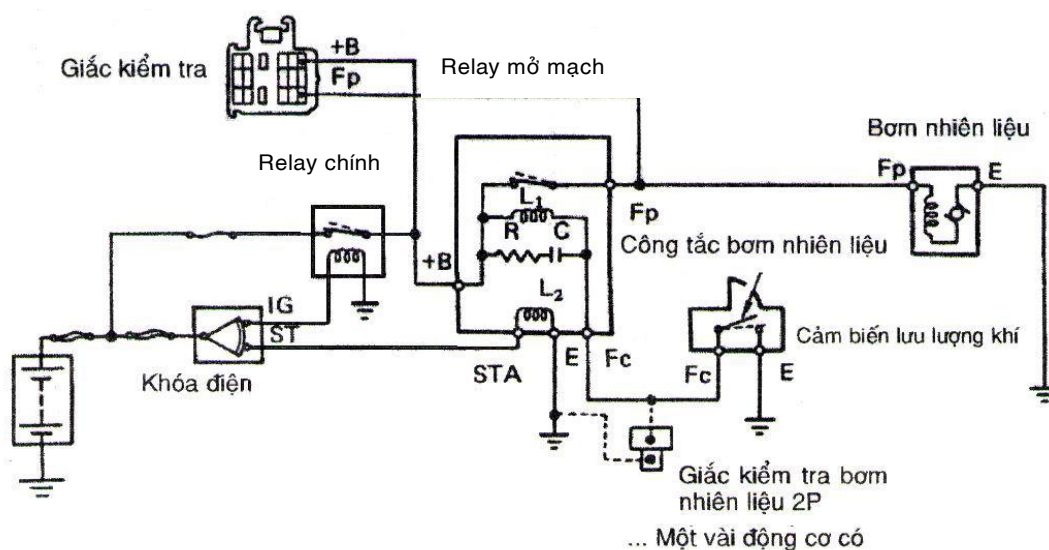 Giắc kiểm tra
+B
Fp
Relay mở mạch
Relay chính
Bơm nhiên liệu
Fp
E
L₁
R
C
Fp
Công tắc bơm nhiên liệu
+B
L₂
IG
ST
Khóa điện
STA
E
Fc
Fc
E
Cảm biến lưu lượng khí
Giắc kiểm tra bơm
nhiên liệu 2P
... Một vài động cơ có